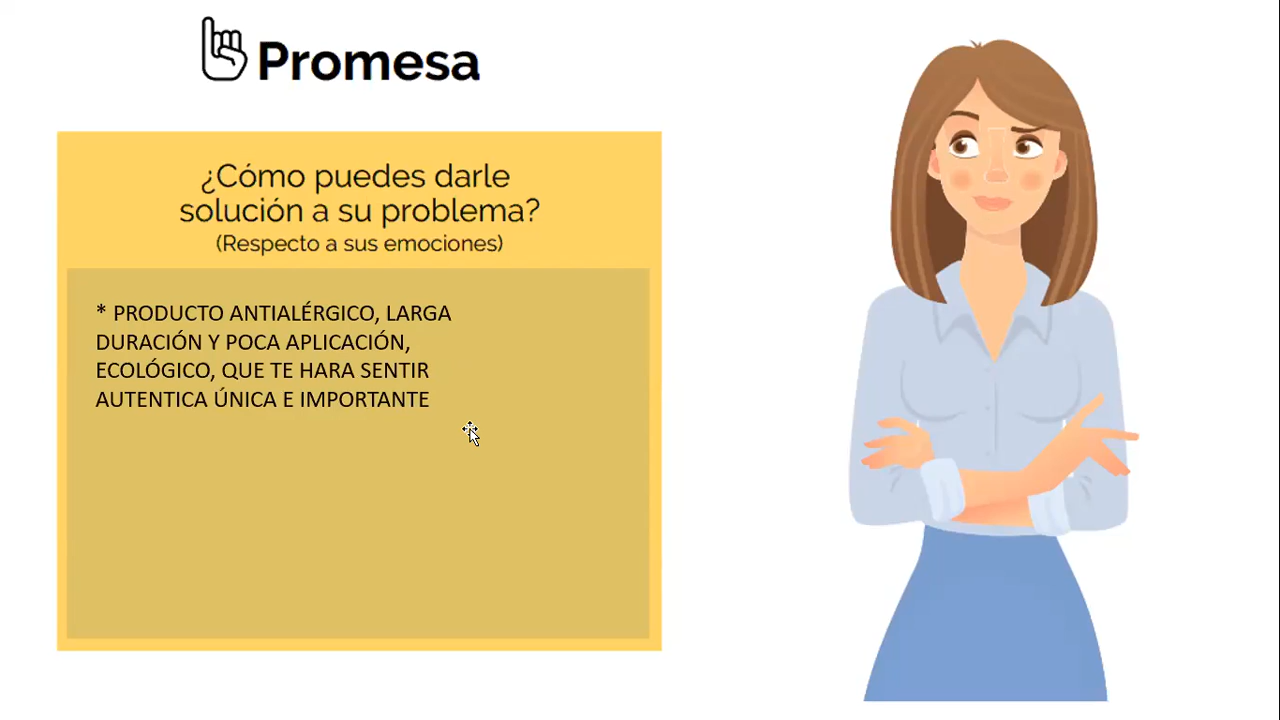 Promesa
¿Cómo puedes darle
solución a su problema?
(Respecto a sus emociones)
* PRODUCTO ANTIALÉRGICO, LARGA
DURACIÓN Y POCA APLICACIÓN,
ECOLÓGICO, QUE TE HARA SENTIR
AUTENTICA ÚNICA E IMPORTANTE